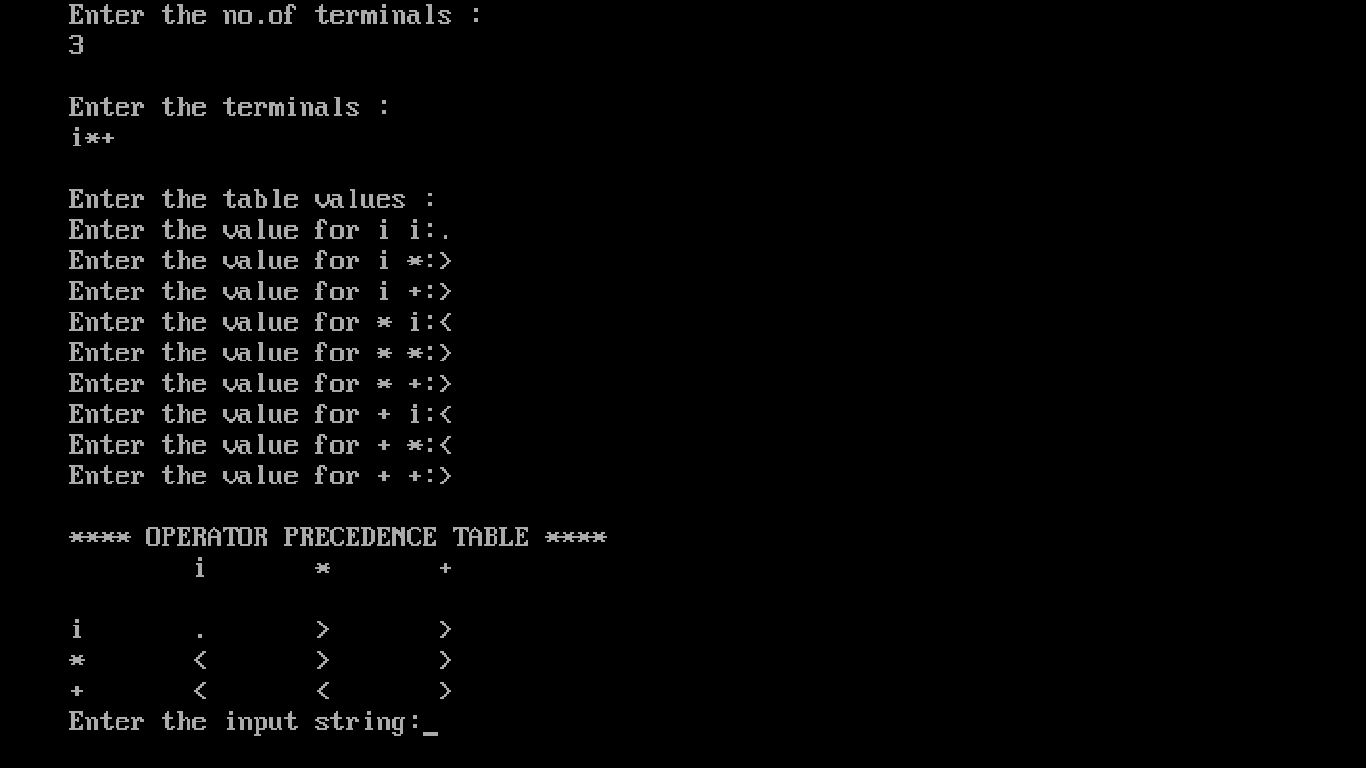 Enter the no.of terminals :
3
Enter the terminals :
i*+
Enter the table values :
Enter the value for i i:.
Enter the value for i *:>
Enter the value for i +:>
Enter the value for * i:<
Enter the value for * *:>
Enter the value for * +:>
Enter the value for + i:<
Enter the value for + *:<
Enter the value for + +:>
**** OPERATOR PRECEDENCE TABLE ****
i * +
i . > >
* < > >
+ < < >
Enter the input string:_